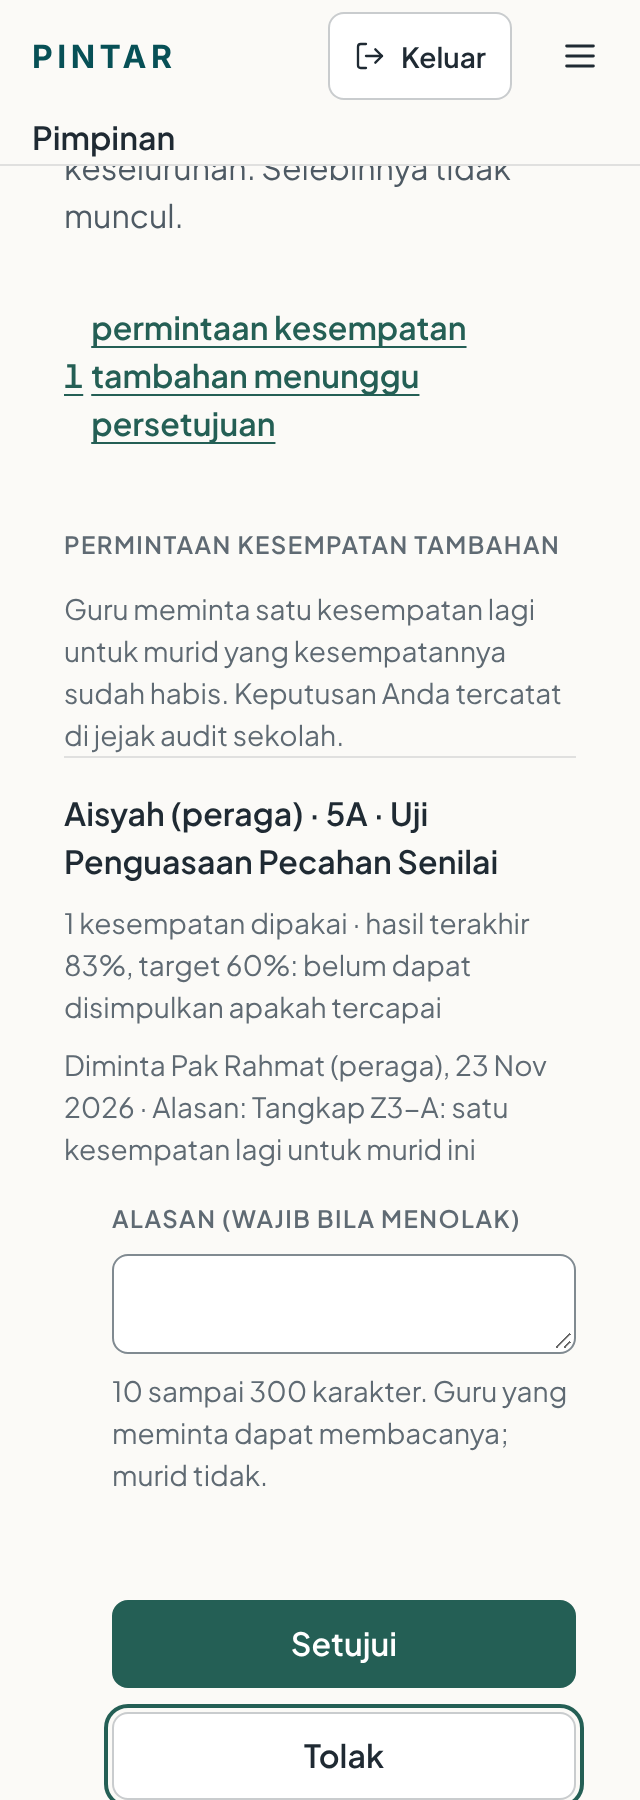 PINTAR
Keluar
Pimpinan
keseluruhan. Selebihnya tidak
muncul.
permintaan kesempatan
1 tambahan menunggu
persetujuan
PERMINTAAN KESEMPATAN TAMBAHAN
Guru meminta satu kesempatan lagi
untuk murid yang kesempatannya
sudah habis. Keputusan Anda tercatat
di jejak audit sekolah.
Aisyah (peraga) · 5A · Uji
Penguasaan Pecahan Senilai
1 kesempatan dipakai · hasil terakhir
83%, target 60%: belum dapat
disimpulkan apakah tercapai
Diminta Pak Rahmat (peraga), 23 Nov
2026 · Alasan: Tangkap Z3–A: satu
kesempatan lagi untuk murid ini
ALASAN (WAJIB BILA MENOLAK)
10 sampai 300 karakter. Guru yang
meminta dapat membacanya;
murid tidak.
Setujui
Tolak